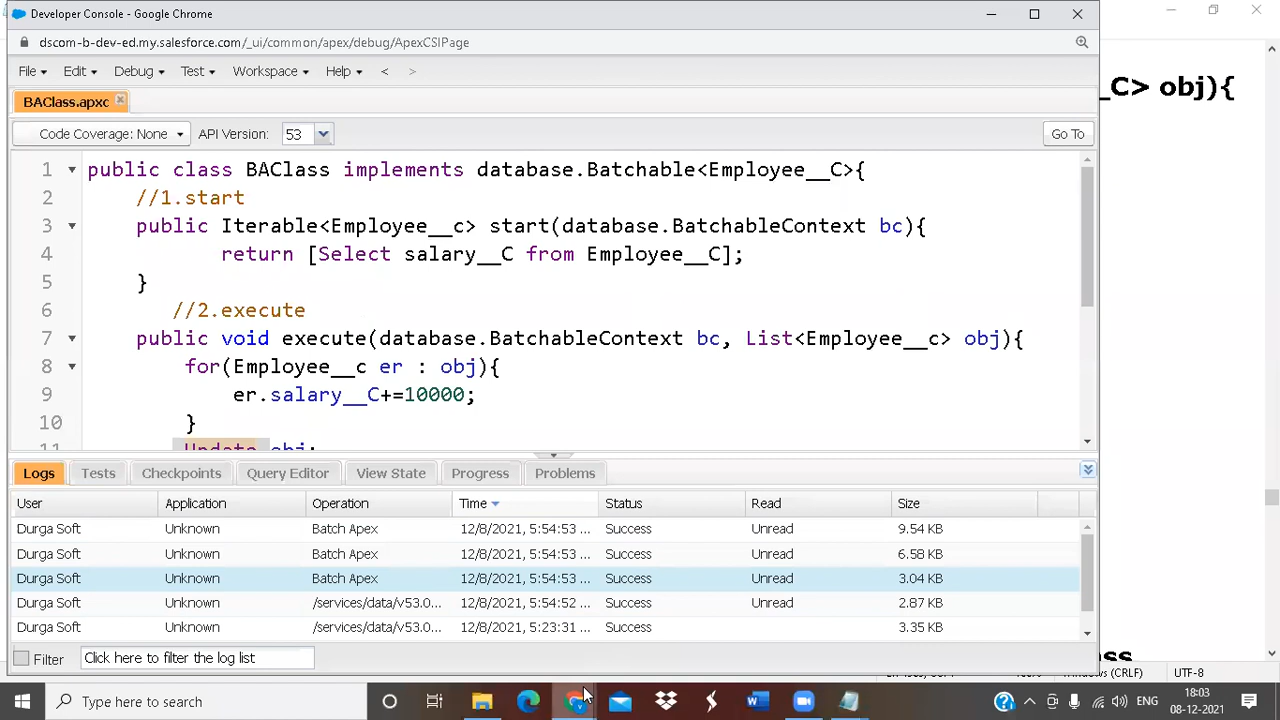 Developer Console - Google Chrome
dscom-b-dev-ed.my.salesforce.com/_ui/common/apex/debug/ApexCSIPage
File Edit Debug Test Workspace Help < >
BAClass.apxc
Code Coverage: None API Version: 53 Go To
1 public class BAClass implements database.Batchable<Employee__C>{
2 //1.start
3 public Iterable<Employee__c> start(database.BatchableContext bc){
4 return [Select salary__C from Employee__C];
5 }
6 //2.execute
7 public void execute(database.BatchableContext bc, List<Employee__c> obj){
8 for(Employee__c er : obj){
9 er.salary__C+=10000;
10 }
11 Update obj;
_C> obj){
Logs Tests Checkpoints Query Editor View State Progress Problems
User Application Operation Time Status Read Size
Durga Soft Unknown Batch Apex 12/8/2021, 5:54:53 ... Success Unread 9.54 KB
Durga Soft Unknown Batch Apex 12/8/2021, 5:54:53 ... Success Unread 6.58 KB
Durga Soft Unknown Batch Apex 12/8/2021, 5:54:53 ... Success Unread 3.04 KB
Durga Soft Unknown /services/data/v53.0... 12/8/2021, 5:54:52 ... Success Unread 2.87 KB
Durga Soft Unknown /services/data/v53.0... 12/8/2021, 5:23:31 ... Success 3.35 KB
Filter Click here to filter the log list
(CRLF) UTF-8
Type here to search
ENG
18:03
08-12-2021